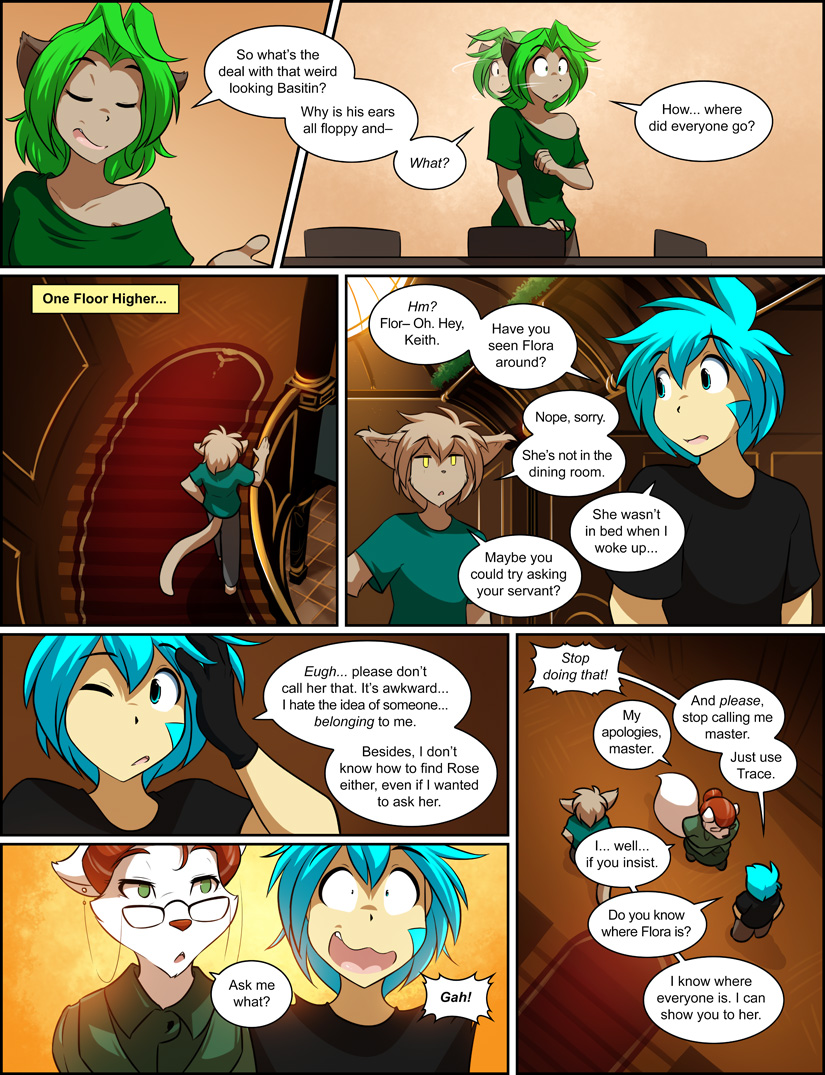 So what's the
deal with that weird
looking Basitin?
Why is his ears
all floppy and–
What?
How... where
did everyone go?
One Floor Higher...
Hm?
Flor– Oh. Hey,
Keith.
Have you
seen Flora
around?
Nope, sorry.
She's not in the
dining room.
She wasn't
in bed when I
woke up...
Maybe you
could try asking
your servant?
Eugh... please don't
call her that. It's awkward...
I hate the idea of someone...
belonging to me.
Besides, I don't
know how to find Rose
either, even if I wanted
to ask her.
Ask me
what?
Gah!
Stop
doing that!
My
apologies,
master.
And please,
stop calling me
master.
Just use
Trace.
I... well...
if you insist.
Do you know
where Flora is?
I know where
everyone is. I can
show you to her.